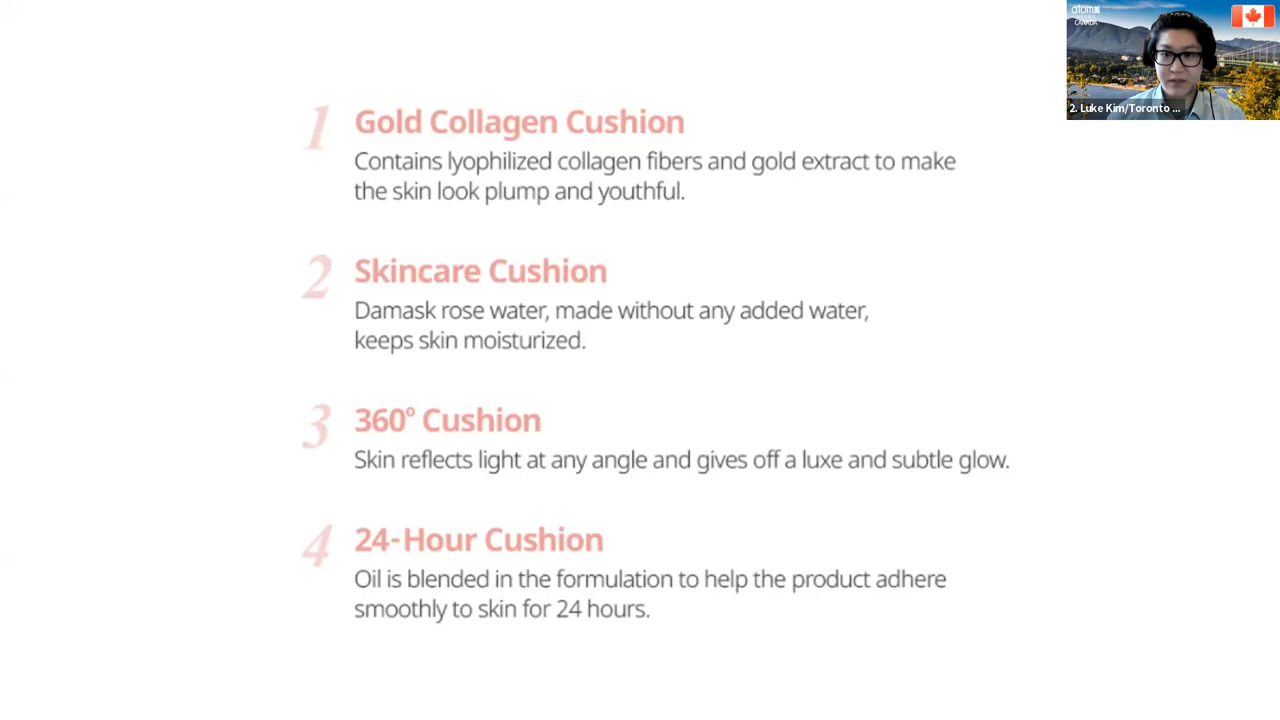 1 Gold Collagen Cushion
Contains lyophilized collagen fibers and gold extract to make
the skin look plump and youthful.
2 Skincare Cushion
Damask rose water, made without any added water,
keeps skin moisturized.
3 360° Cushion
Skin reflects light at any angle and gives off a luxe and subtle glow.
4 24-Hour Cushion
Oil is blended in the formulation to help the product adhere
smoothly to skin for 24 hours.
CANADA
2. Luke Kim/Toronto ...